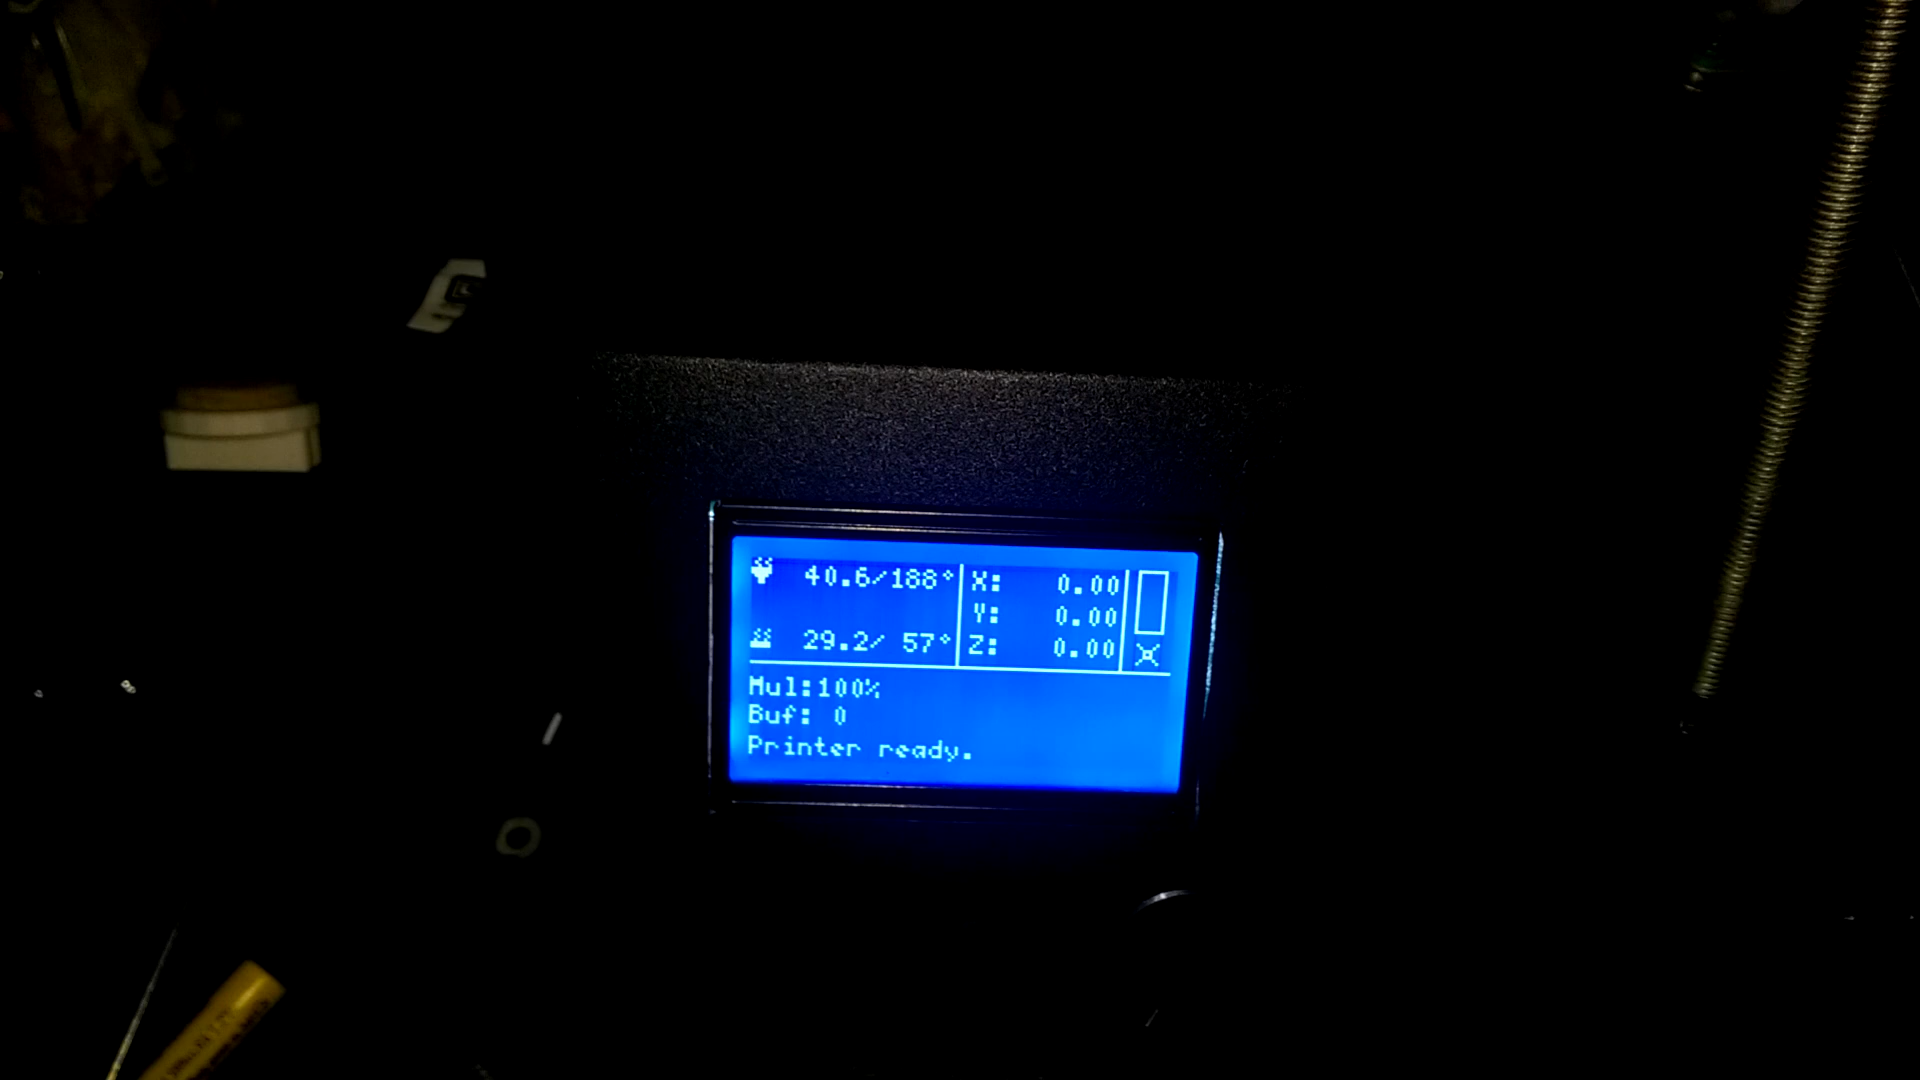 40.6/188°
29.2/ 57°
X: 0.00
Y: 0.00
Z: 0.00
Mul:100%
Buf: 0
Printer ready.